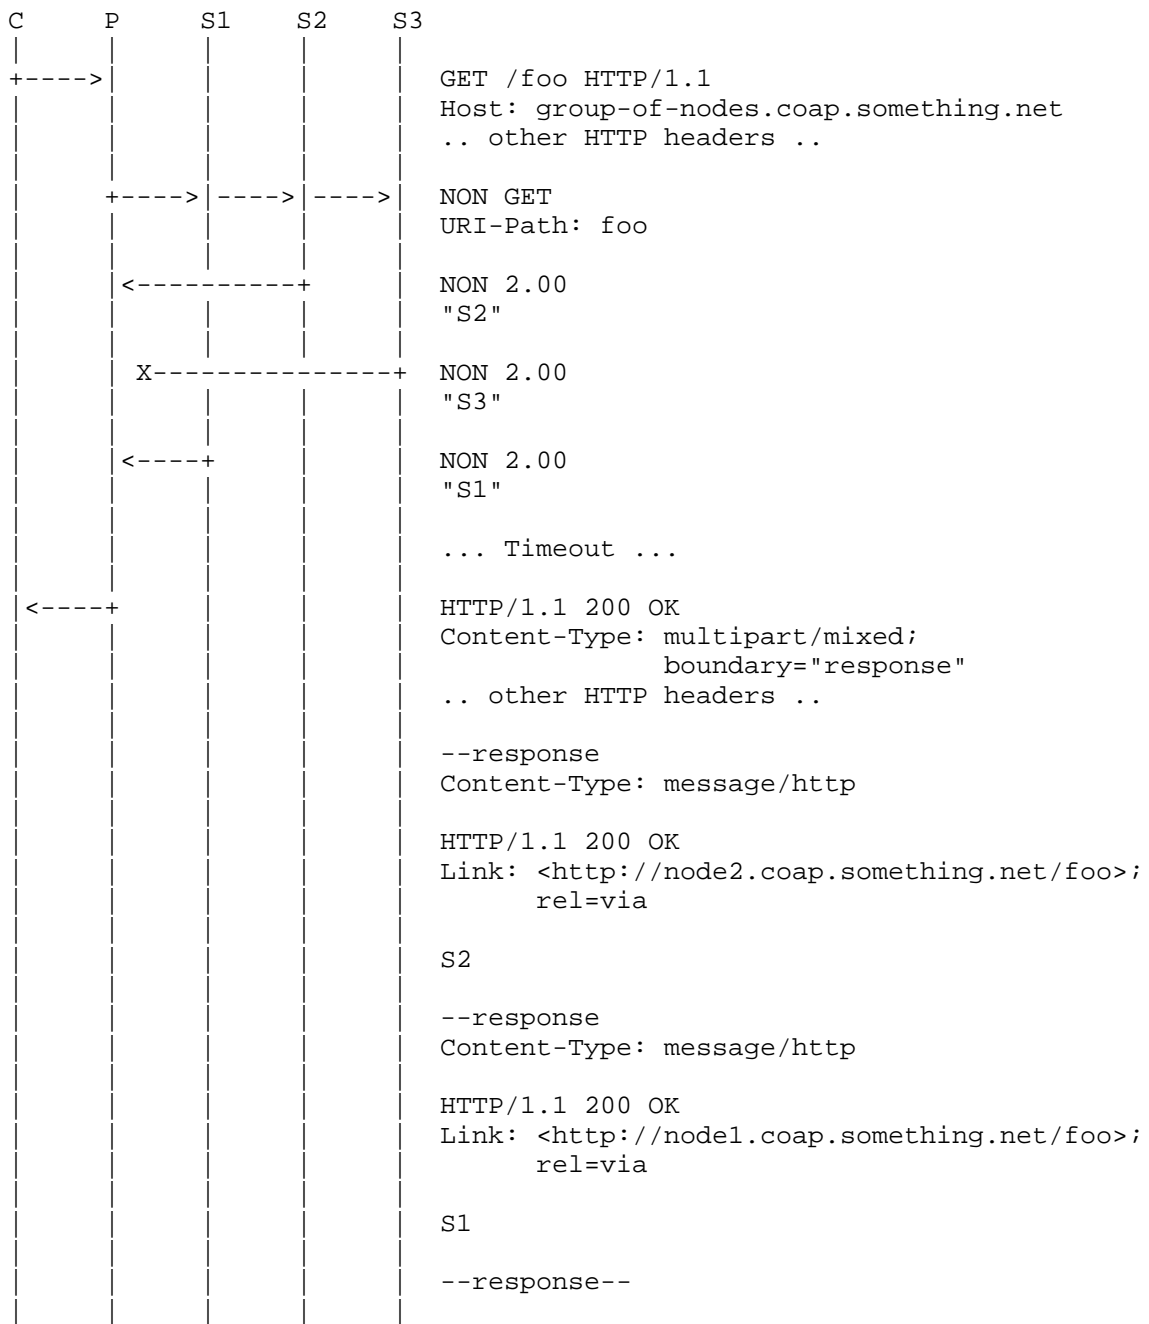 C     P     S1    S2    S3
|     |     |     |     |
+---->|     |     |     |  GET /foo HTTP/1.1
|     |     |     |     |  Host: group-of-nodes.coap.something.net
|     |     |     |     |  .. other HTTP headers ..
|     |     |     |     |
|     +---->|---->|---->|  NON GET
|     |     |     |     |  URI-Path: foo
|     |     |     |     |
|     |<----------+     |  NON 2.00
|     |     |     |     |  "S2"
|     |     |     |     |
|     | X---------------+  NON 2.00
|     |     |     |     |  "S3"
|     |     |     |     |
|     |<----+     |     |  NON 2.00
|     |     |     |     |  "S1"
|     |     |     |     |
|     |     |     |     |  ... Timeout ...
|     |     |     |     |
|<----+     |     |     |  HTTP/1.1 200 OK
|     |     |     |     |  Content-Type: multipart/mixed;
|     |     |     |     |                boundary="response"
|     |     |     |     |  .. other HTTP headers ..
|     |     |     |     |
|     |     |     |     |  --response
|     |     |     |     |  Content-Type: message/http
|     |     |     |     |
|     |     |     |     |  HTTP/1.1 200 OK
|     |     |     |     |  Link: <http://node2.coap.something.net/foo>;
|     |     |     |     |        rel=via
|     |     |     |     |
|     |     |     |     |  S2
|     |     |     |     |
|     |     |     |     |  --response
|     |     |     |     |  Content-Type: message/http
|     |     |     |     |
|     |     |     |     |  HTTP/1.1 200 OK
|     |     |     |     |  Link: <http://node1.coap.something.net/foo>;
|     |     |     |     |        rel=via
|     |     |     |     |
|     |     |     |     |  S1
|     |     |     |     |
|     |     |     |     |  --response--
|     |     |     |     |